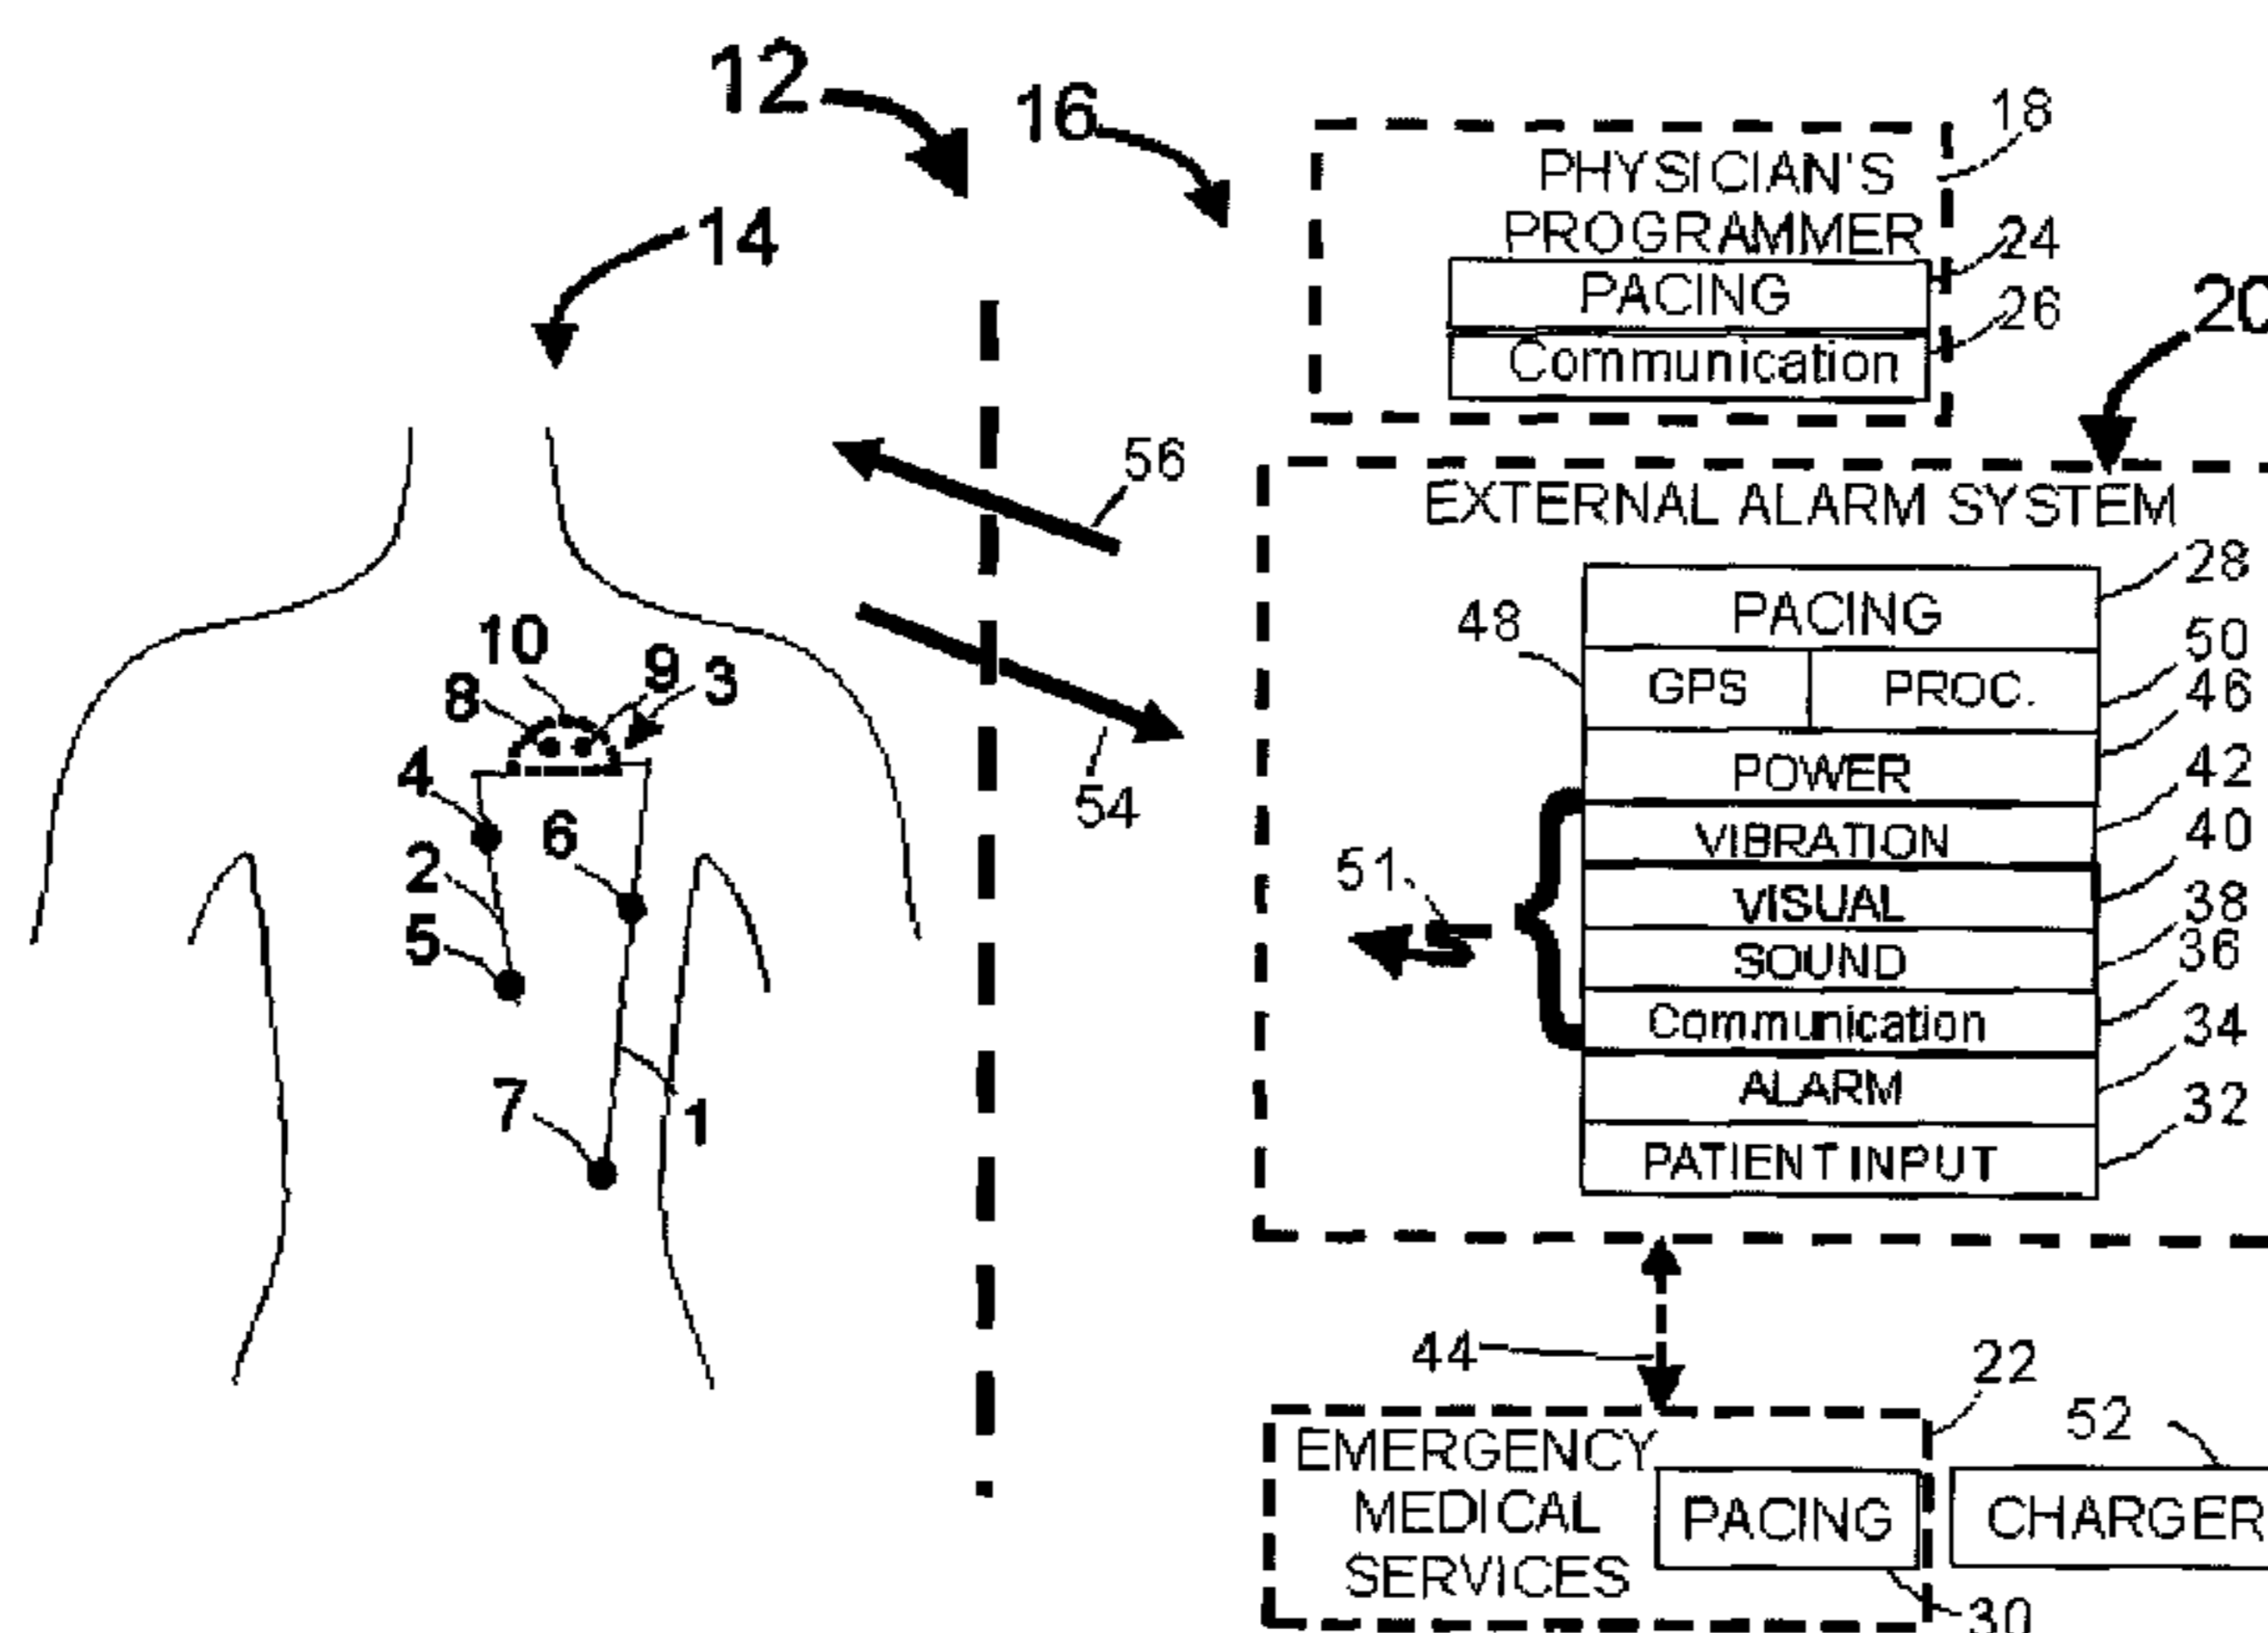 12
16
18
PHYSICIAN'S
PROGRAMMER
24
PACING
26
Communication
14
20
56
EXTERNAL ALARM SYSTEM
28
PACING
48
50
GPS PROC.
46
POWER
42
VIBRATION
40
VISUAL
51
38
SOUND
36
Communication
34
ALARM
32
PATIENT INPUT
54
10
9
3
8
4
6
2
5
7
1
44
22
52
EMERGENCY
MEDICAL
SERVICES
PACING
CHARGER
30